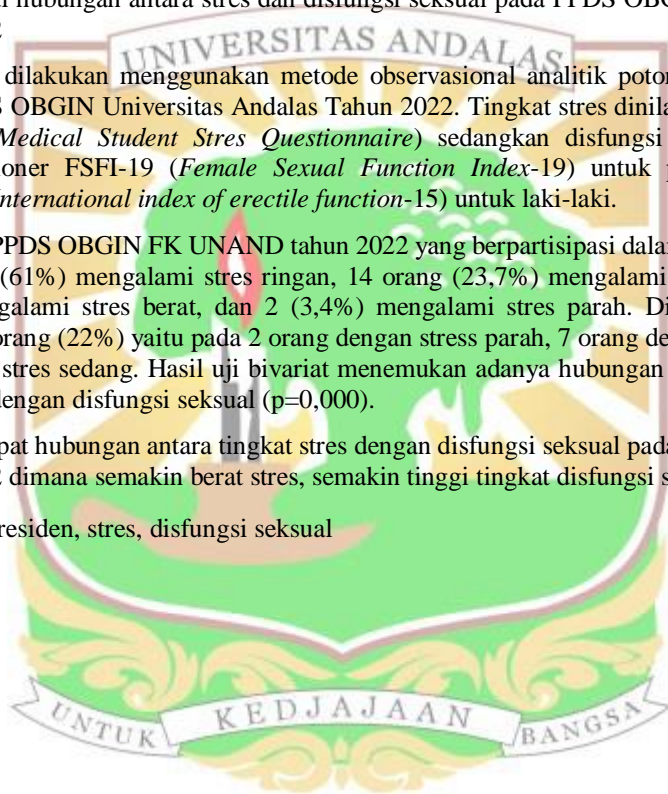 hubungan antara stres dan disfungsi seksual pada PPDS OBG
UNIVERSITAS ANDALAS
dilakukan menggunakan metode observasional analitik poto
OBGIN Universitas Andalas Tahun 2022. Tingkat stres dinila
Medical Student Stres Questionnaire) sedangkan disfungsi
oner FSFI-19 (Female Sexual Function Index-19) untuk p
nternational index of erectile function-15) untuk laki-laki.
PPDS OBGIN FK UNAND tahun 2022 yang berpartisipasi dala
(61%) mengalami stres ringan, 14 orang (23,7%) mengalami
galami stres berat, dan 2 (3,4%) mengalami stres parah. Di
orang (22%) yaitu pada 2 orang dengan stress parah, 7 orang de
stres sedang. Hasil uji bivariat menemukan adanya hubungan
dengan disfungsi seksual (p=0,000).
pat hubungan antara tingkat stres dengan disfungsi seksual pada
2 dimana semakin berat stres, semakin tinggi tingkat disfungsi s
residen, stres, disfungsi seksual
UNTUK KEDJAJAAN BANGSA